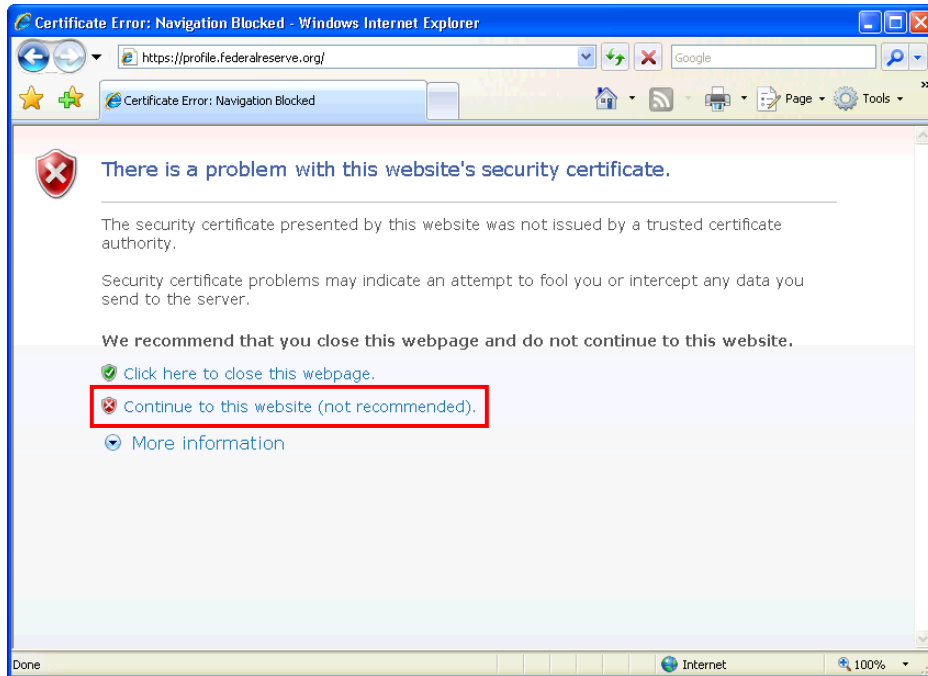 Certificate Error: Navigation Blocked - Windows Internet Explorer
https://profile.federalreserve.org/
Google
Certificate Error: Navigation Blocked
Page
Tools
»
There is a problem with this website's security certificate.
The security certificate presented by this website was not issued by a trusted certificate
authority.
Security certificate problems may indicate an attempt to fool you or intercept any data you
send to the server.
We recommend that you close this webpage and do not continue to this website.
Click here to close this webpage.
Continue to this website (not recommended).
More information
Done
Internet
100%